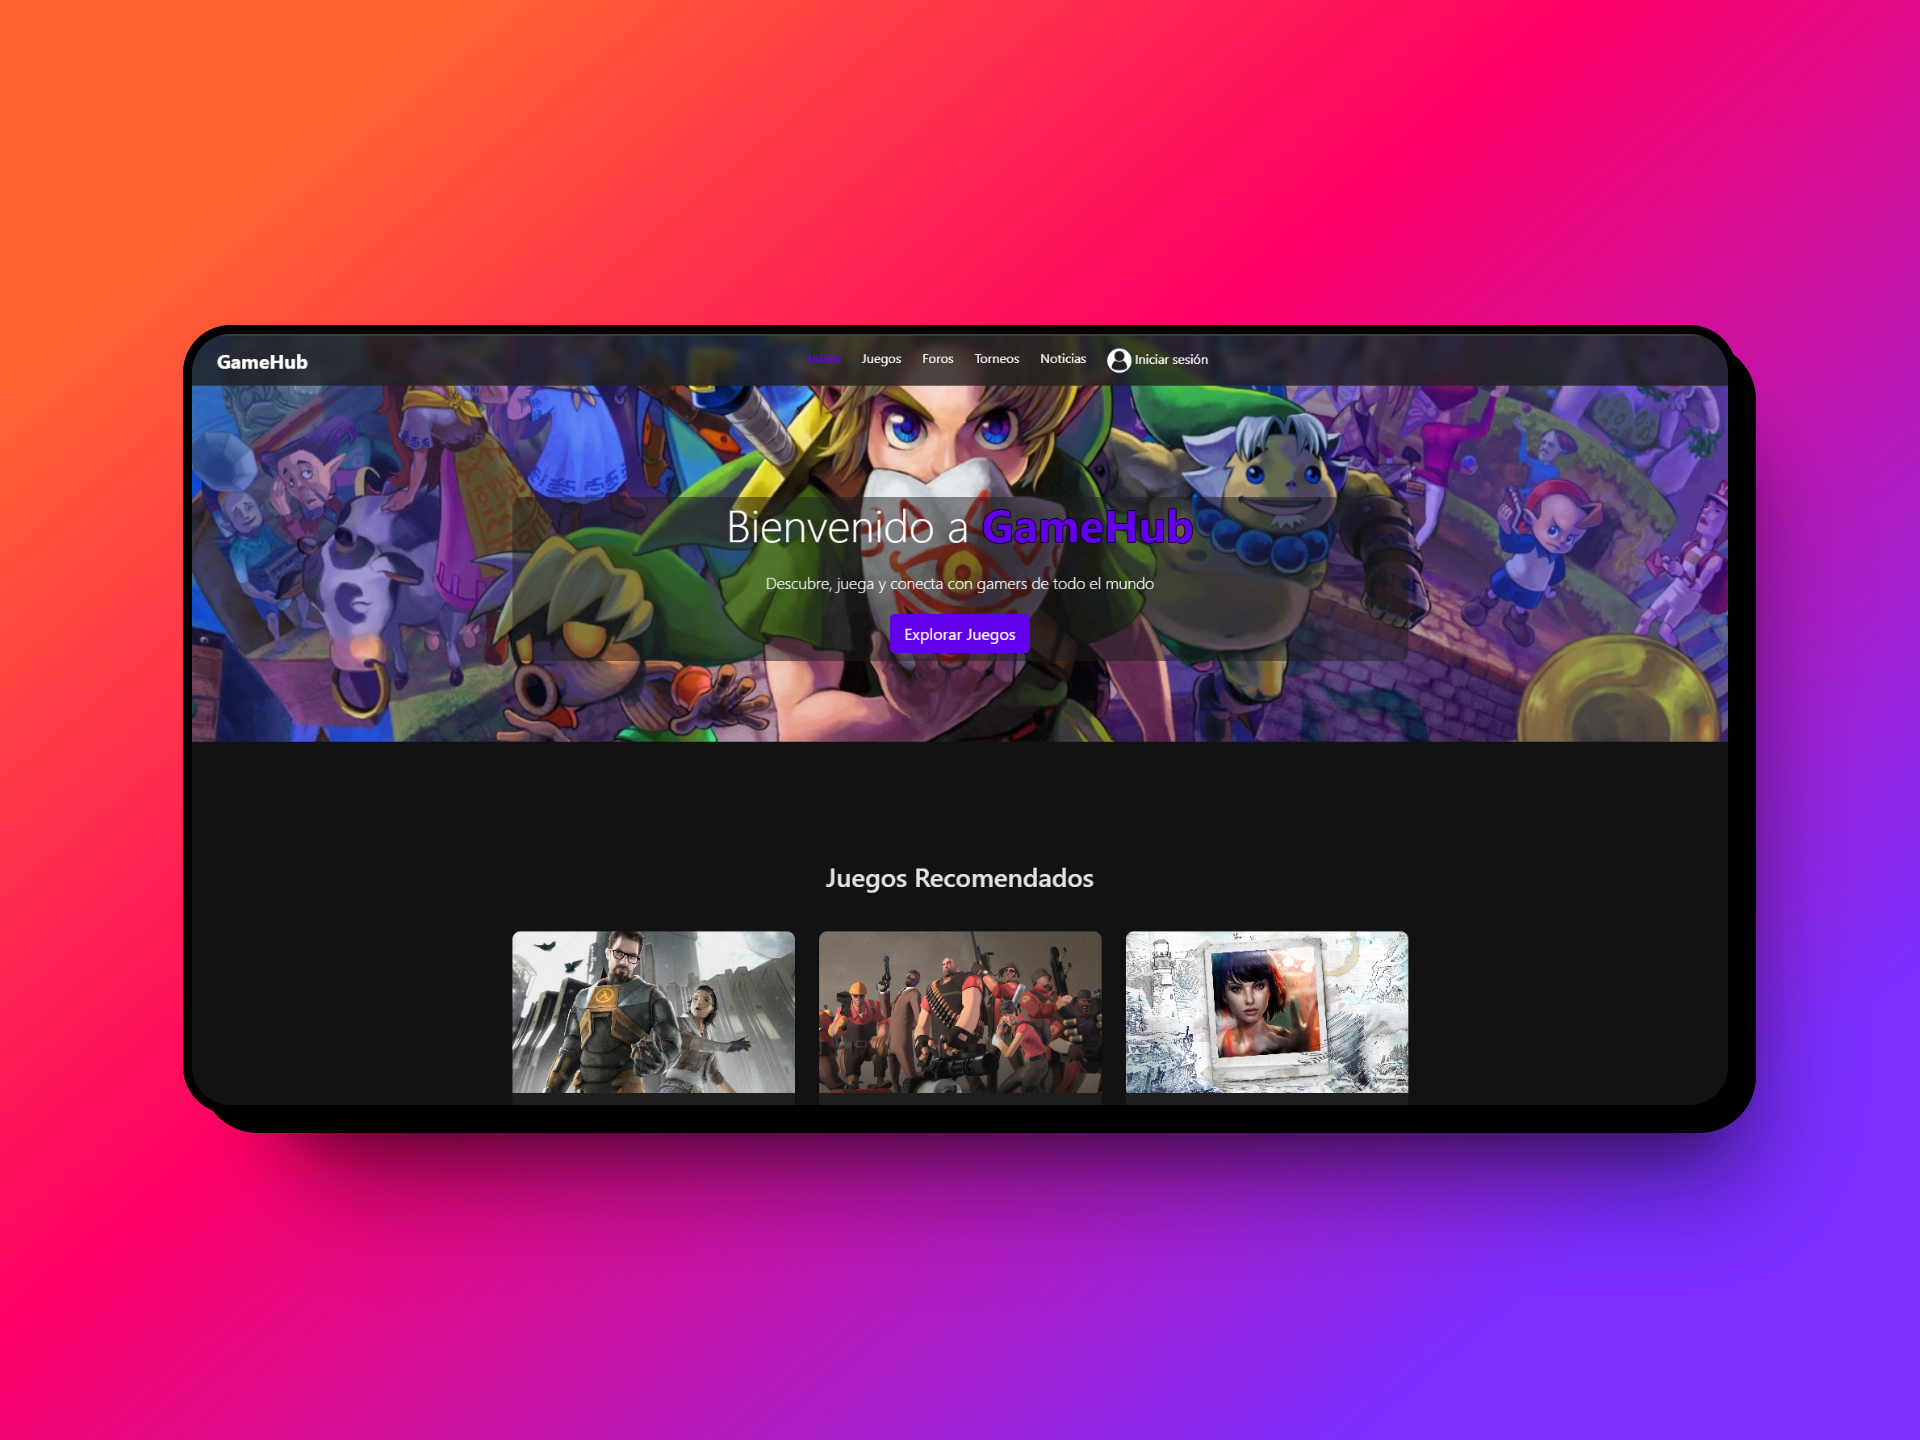 GameHub
Inicio Juegos Foros Torneos Noticias Iniciar sesión
Bienvenido a GameHub
Descubre, juega y conecta con gamers de todo el mundo
Explorar Juegos
Juegos Recomendados